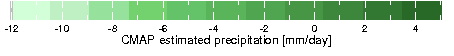 -12 -10 -8 -6 -4 -2 0 2 4
CMAP estimated precipitation [mm/day]